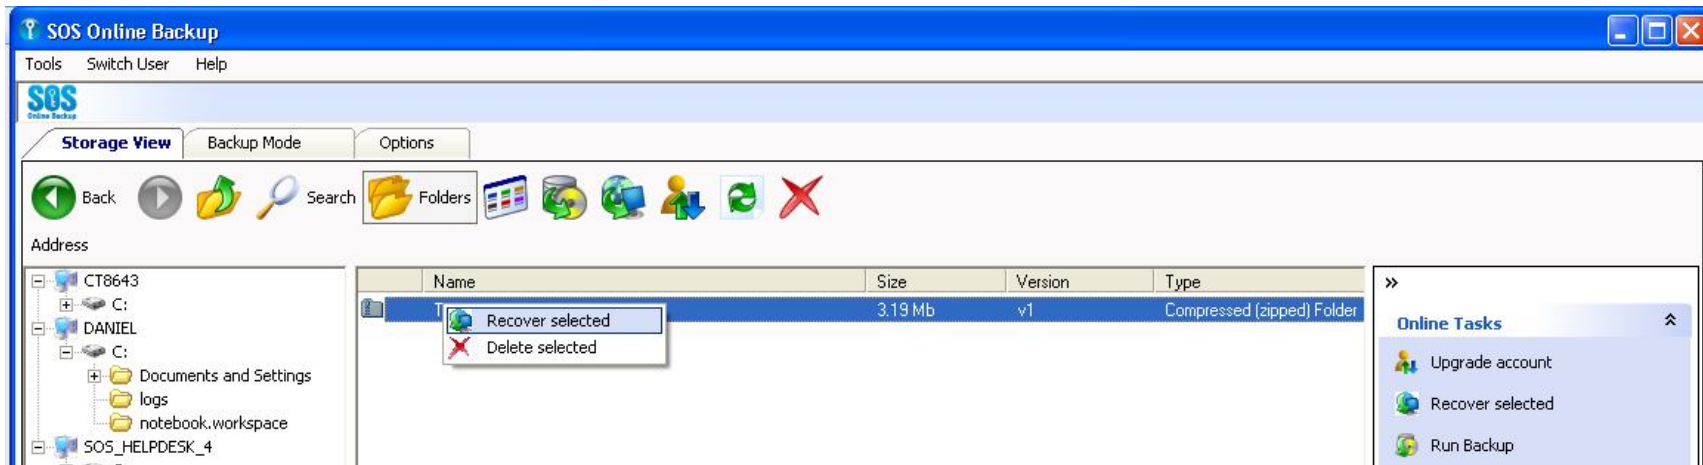 SOS Online Backup
Tools Switch User Help
SOS
Online Backup
Storage View Backup Mode Options
Back Search Folders
Address
CT8643
C:
DANIEL
C:
Documents and Settings
logs
notebook.workspace
SOS_HELPDESK_4
Name Size Version Type
3.19 Mb v1 Compressed (zipped) Folder
Recover selected
Delete selected
»
Online Tasks
Upgrade account
Recover selected
Run Backup